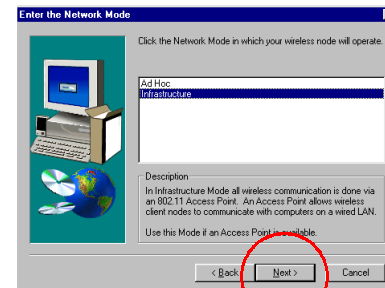 Enter the Network Mode
Click the Network Mode in which your wireless node will operate.
Ad Hoc
Infrastructure
Description
In Infrastructure Mode all wireless communication is done via
an 802.11 Access Point. An Access Point allows wireless
client nodes to communicate with computers on a wired LAN.
Use this Mode if an Access Point is available.
< Back
Next >
Cancel